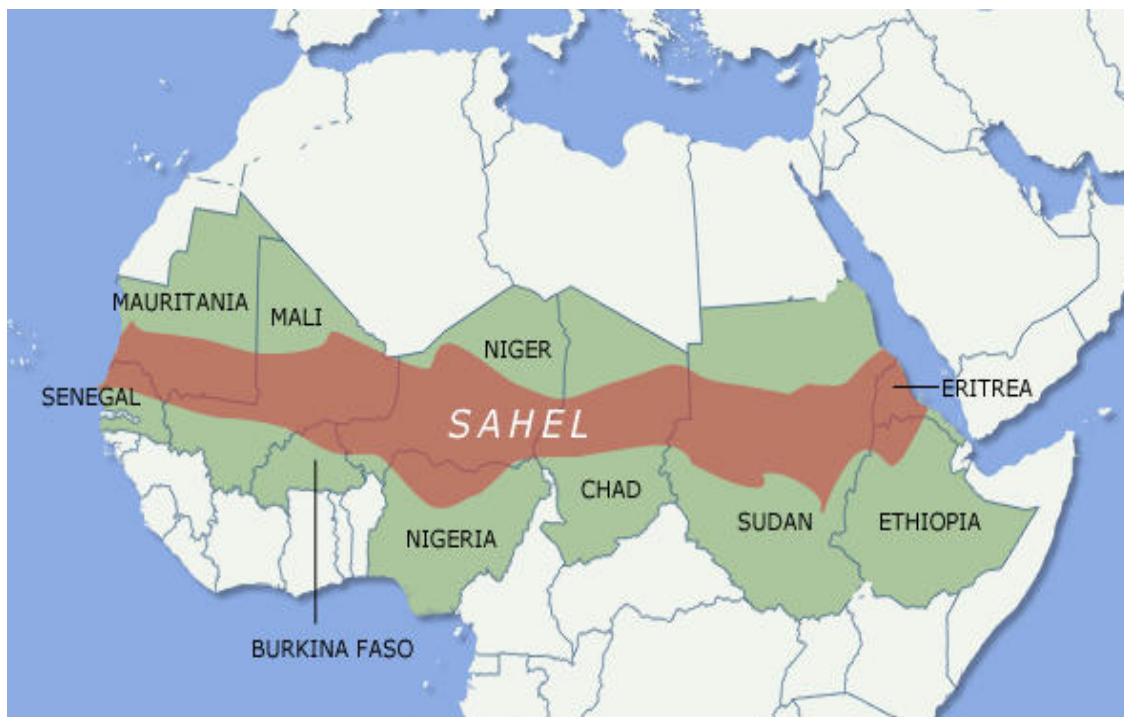 MAURITANIA
MALI
NIGER
SENEGAL
ERITREA
SAHEL
CHAD
SUDAN
ETHIOPIA
NIGERIA
BURKINA FASO